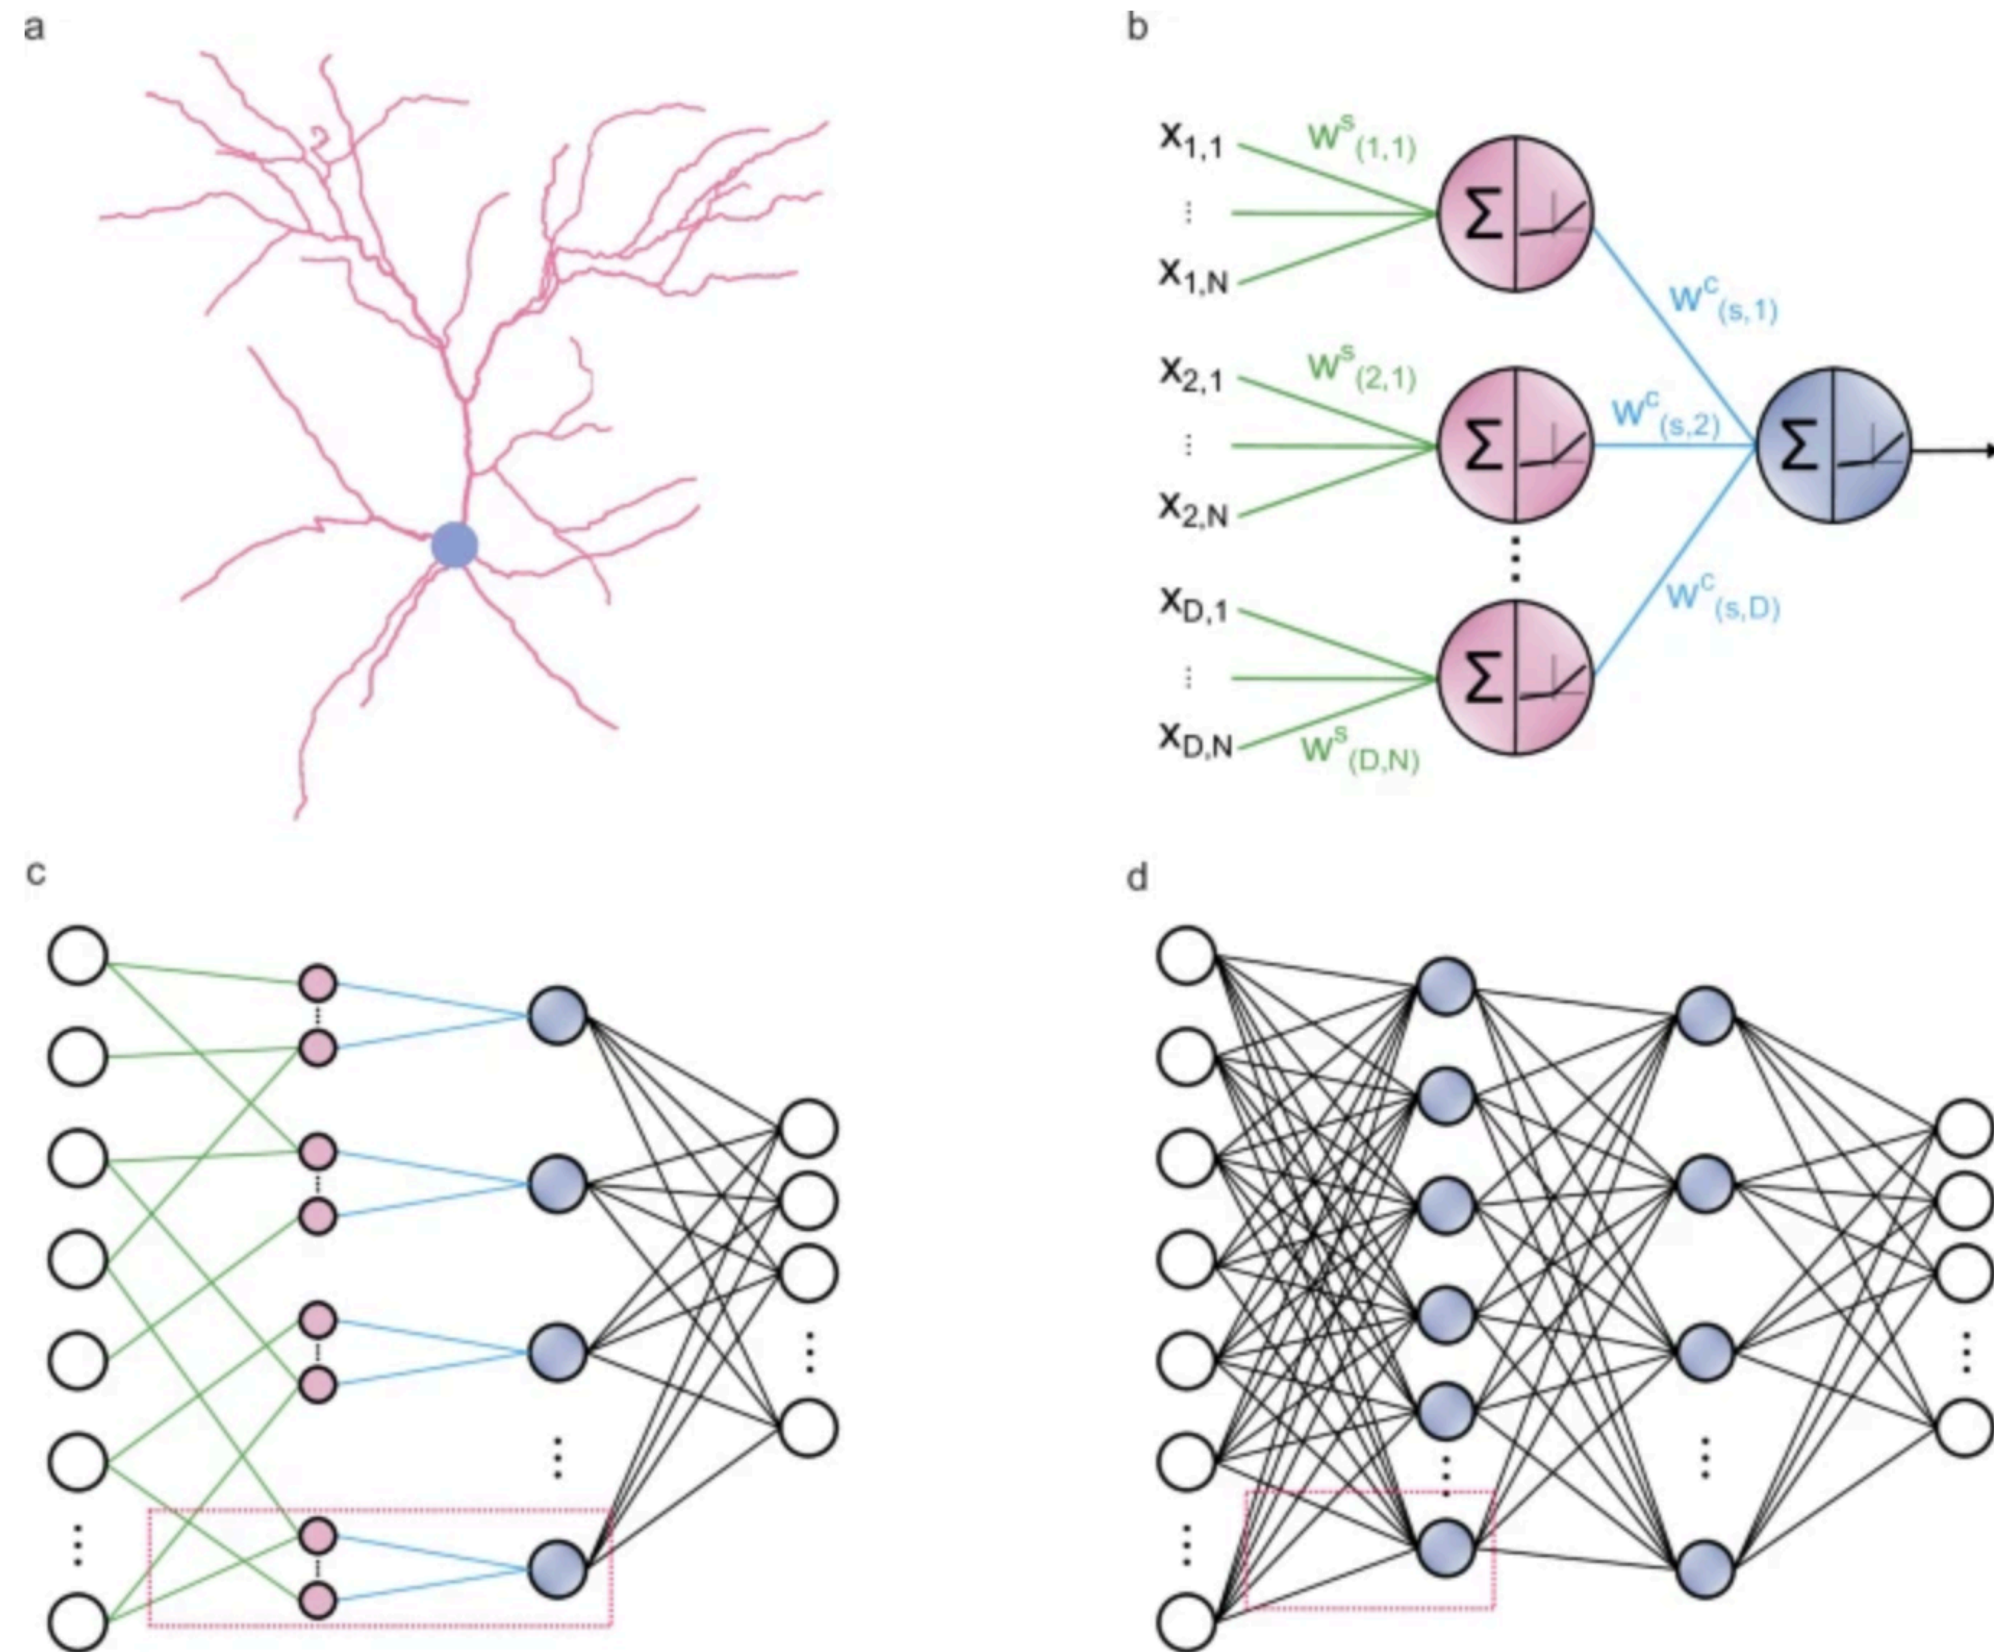 a
b
x1,1
wˢ(1,1)
⋮
x1,N
Σ
wᶜ(s,1)
x2,1
wˢ(2,1)
⋮
x2,N
Σ
wᶜ(s,2)
Σ
⋮
xD,1
⋮
xD,N
wˢ(D,N)
Σ
wᶜ(s,D)
c
d